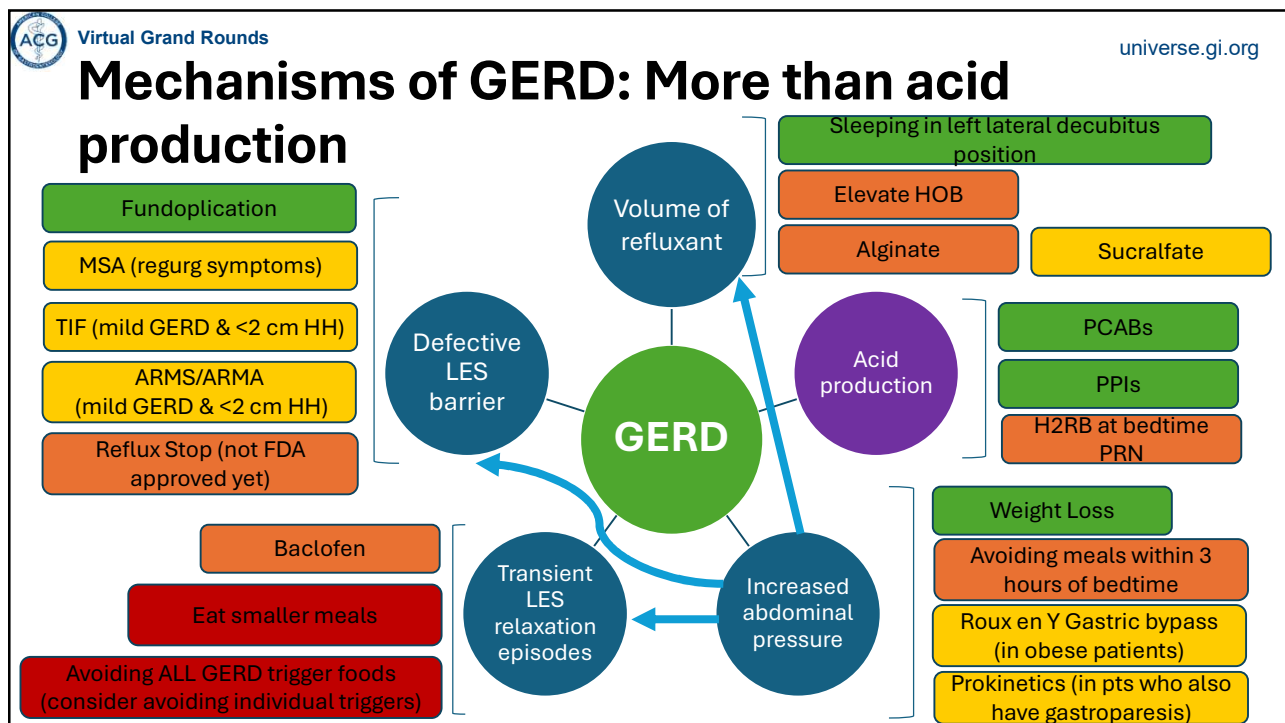 ACG
Virtual Grand Rounds
universe.gi.org
Mechanisms of GERD: More than acid
production
Fundoplication
MSA (regurg symptoms)
TIF (mild GERD & <2 cm HH)
ARMS/ARMA
(mild GERD & <2 cm HH)
Reflux Stop (not FDA
approved yet)
Defective
LES
barrier
Volume of
refluxant
Sleeping in left lateral decubitus
position
Elevate HOB
Alginate
Sucralfate
GERD
Acid
production
PCABs
PPIs
H2RB at bedtime
PRN
Baclofen
Eat smaller meals
Avoiding ALL GERD trigger foods
(consider avoiding individual triggers)
Transient
LES
relaxation
episodes
Increased
abdominal
pressure
Weight Loss
Avoiding meals within 3
hours of bedtime
Roux en Y Gastric bypass
(in obese patients)
Prokinetics (in pts who also
have gastroparesis)